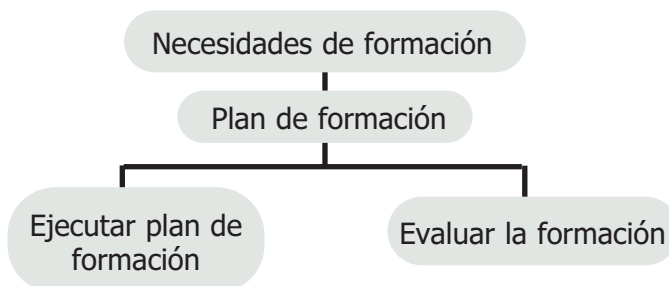 Necesidades de formación
Plan de formación
Ejecutar plan de
formación
Evaluar la formación